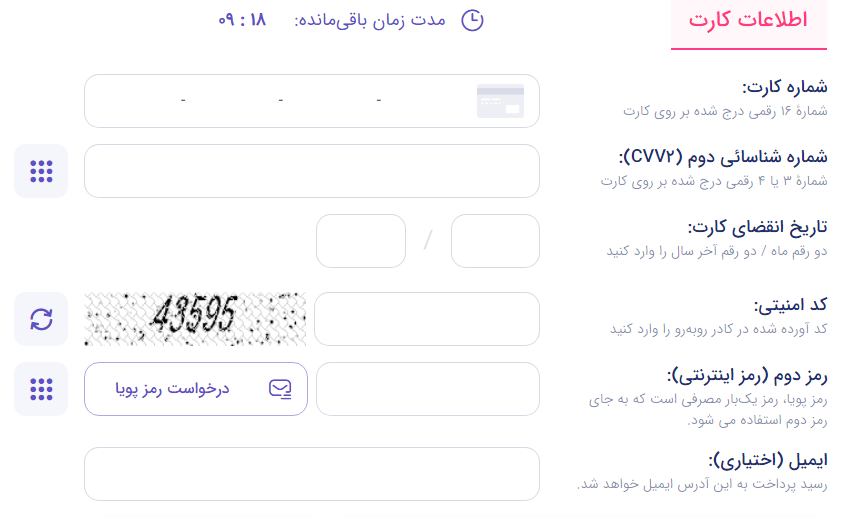 اطلاعات کارت
مدت زمان باقی‌مانده: ۰۹ : ۱۸
شماره کارت:
شمارهٔ ۱۶ رقمی درج شده بر روی کارت
- - -
شماره شناسائی دوم (CVV۲):
شمارهٔ ۳ یا ۴ رقمی درج شده بر روی کارت
تاریخ انقضای کارت:
دو رقم ماه / دو رقم آخر سال را وارد کنید
/
کد امنیتی:
کد آورده شده در کادر روبه‌رو را وارد کنید
43595
رمز دوم (رمز اینترنتی):
رمز پویا، رمز یک‌بار مصرفی است که به جای
رمز دوم استفاده می شود.
درخواست رمز پویا
ایمیل (اختیاری):
رسید پرداخت به این آدرس ایمیل خواهد شد.